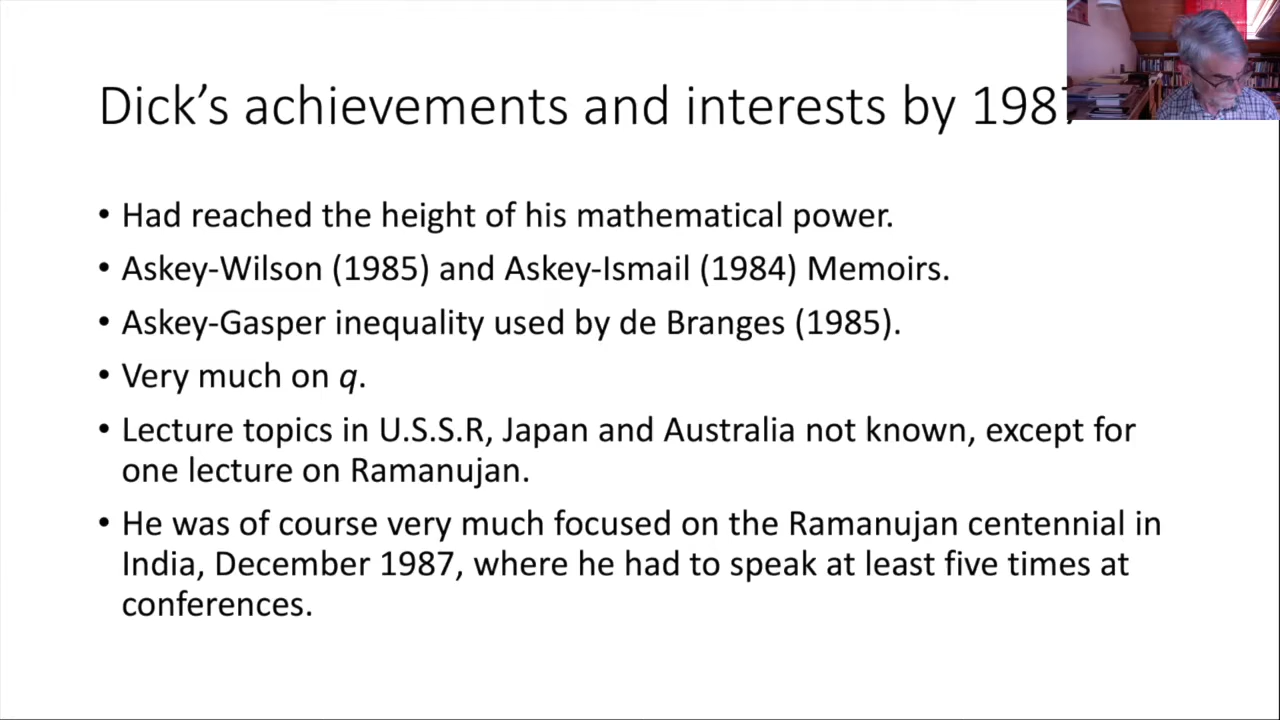 Dick’s achievements and interests by 1987
• Had reached the height of his mathematical power.
• Askey-Wilson (1985) and Askey-Ismail (1984) Memoirs.
• Askey-Gasper inequality used by de Branges (1985).
• Very much on q.
• Lecture topics in U.S.S.R, Japan and Australia not known, except for
one lecture on Ramanujan.
• He was of course very much focused on the Ramanujan centennial in
India, December 1987, where he had to speak at least five times at
conferences.